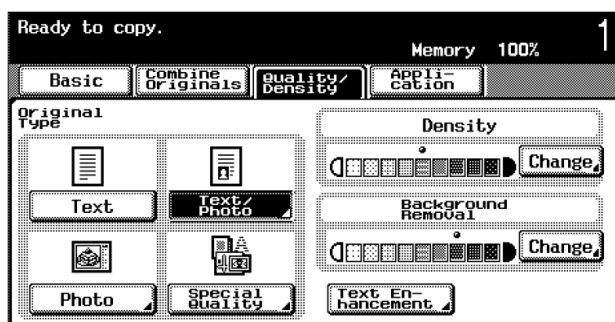 Ready to copy.
1
Memory 100%
Basic
Combine
Originals
Quality/
Density
Appli-
cation
Original
Type
Text
Text/
Photo
Photo
Special
Quality
Density
Change
Background
Removal
Change
Text En-
hancement